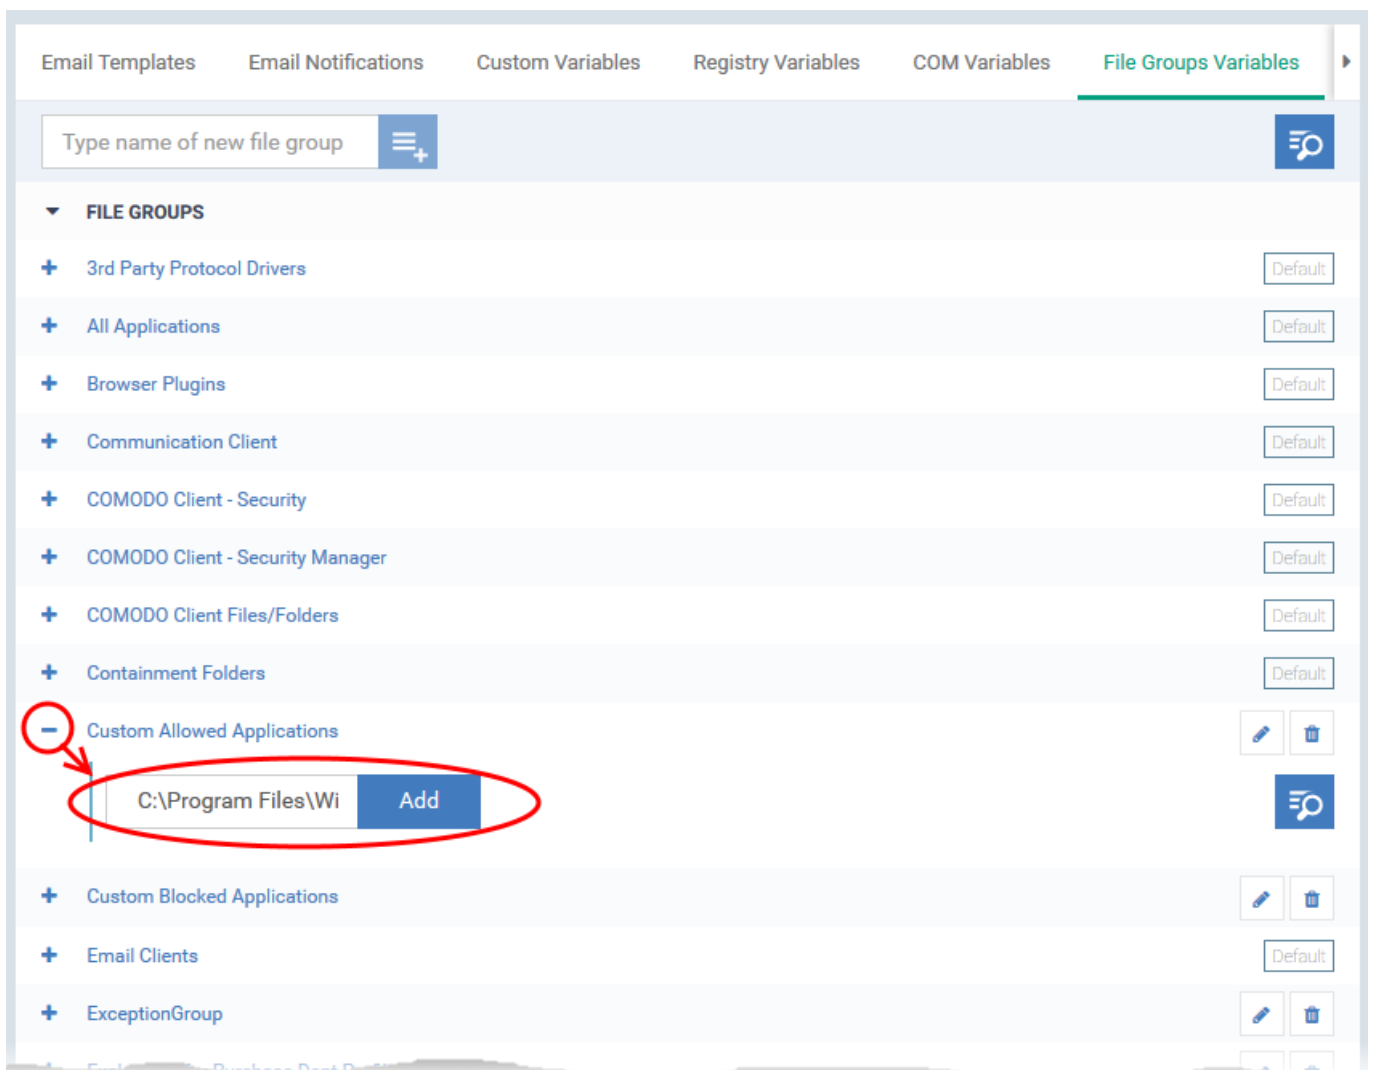 Email Templates Email Notifications Custom Variables Registry Variables COM Variables File Groups Variables
Type name of new file group
FILE GROUPS
3rd Party Protocol Drivers Default
All Applications Default
Browser Plugins Default
Communication Client Default
COMODO Client - Security Default
COMODO Client - Security Manager Default
COMODO Client Files/Folders Default
Containment Folders Default
Custom Allowed Applications
C:\Program Files\Wi Add
Custom Blocked Applications
Email Clients Default
ExceptionGroup